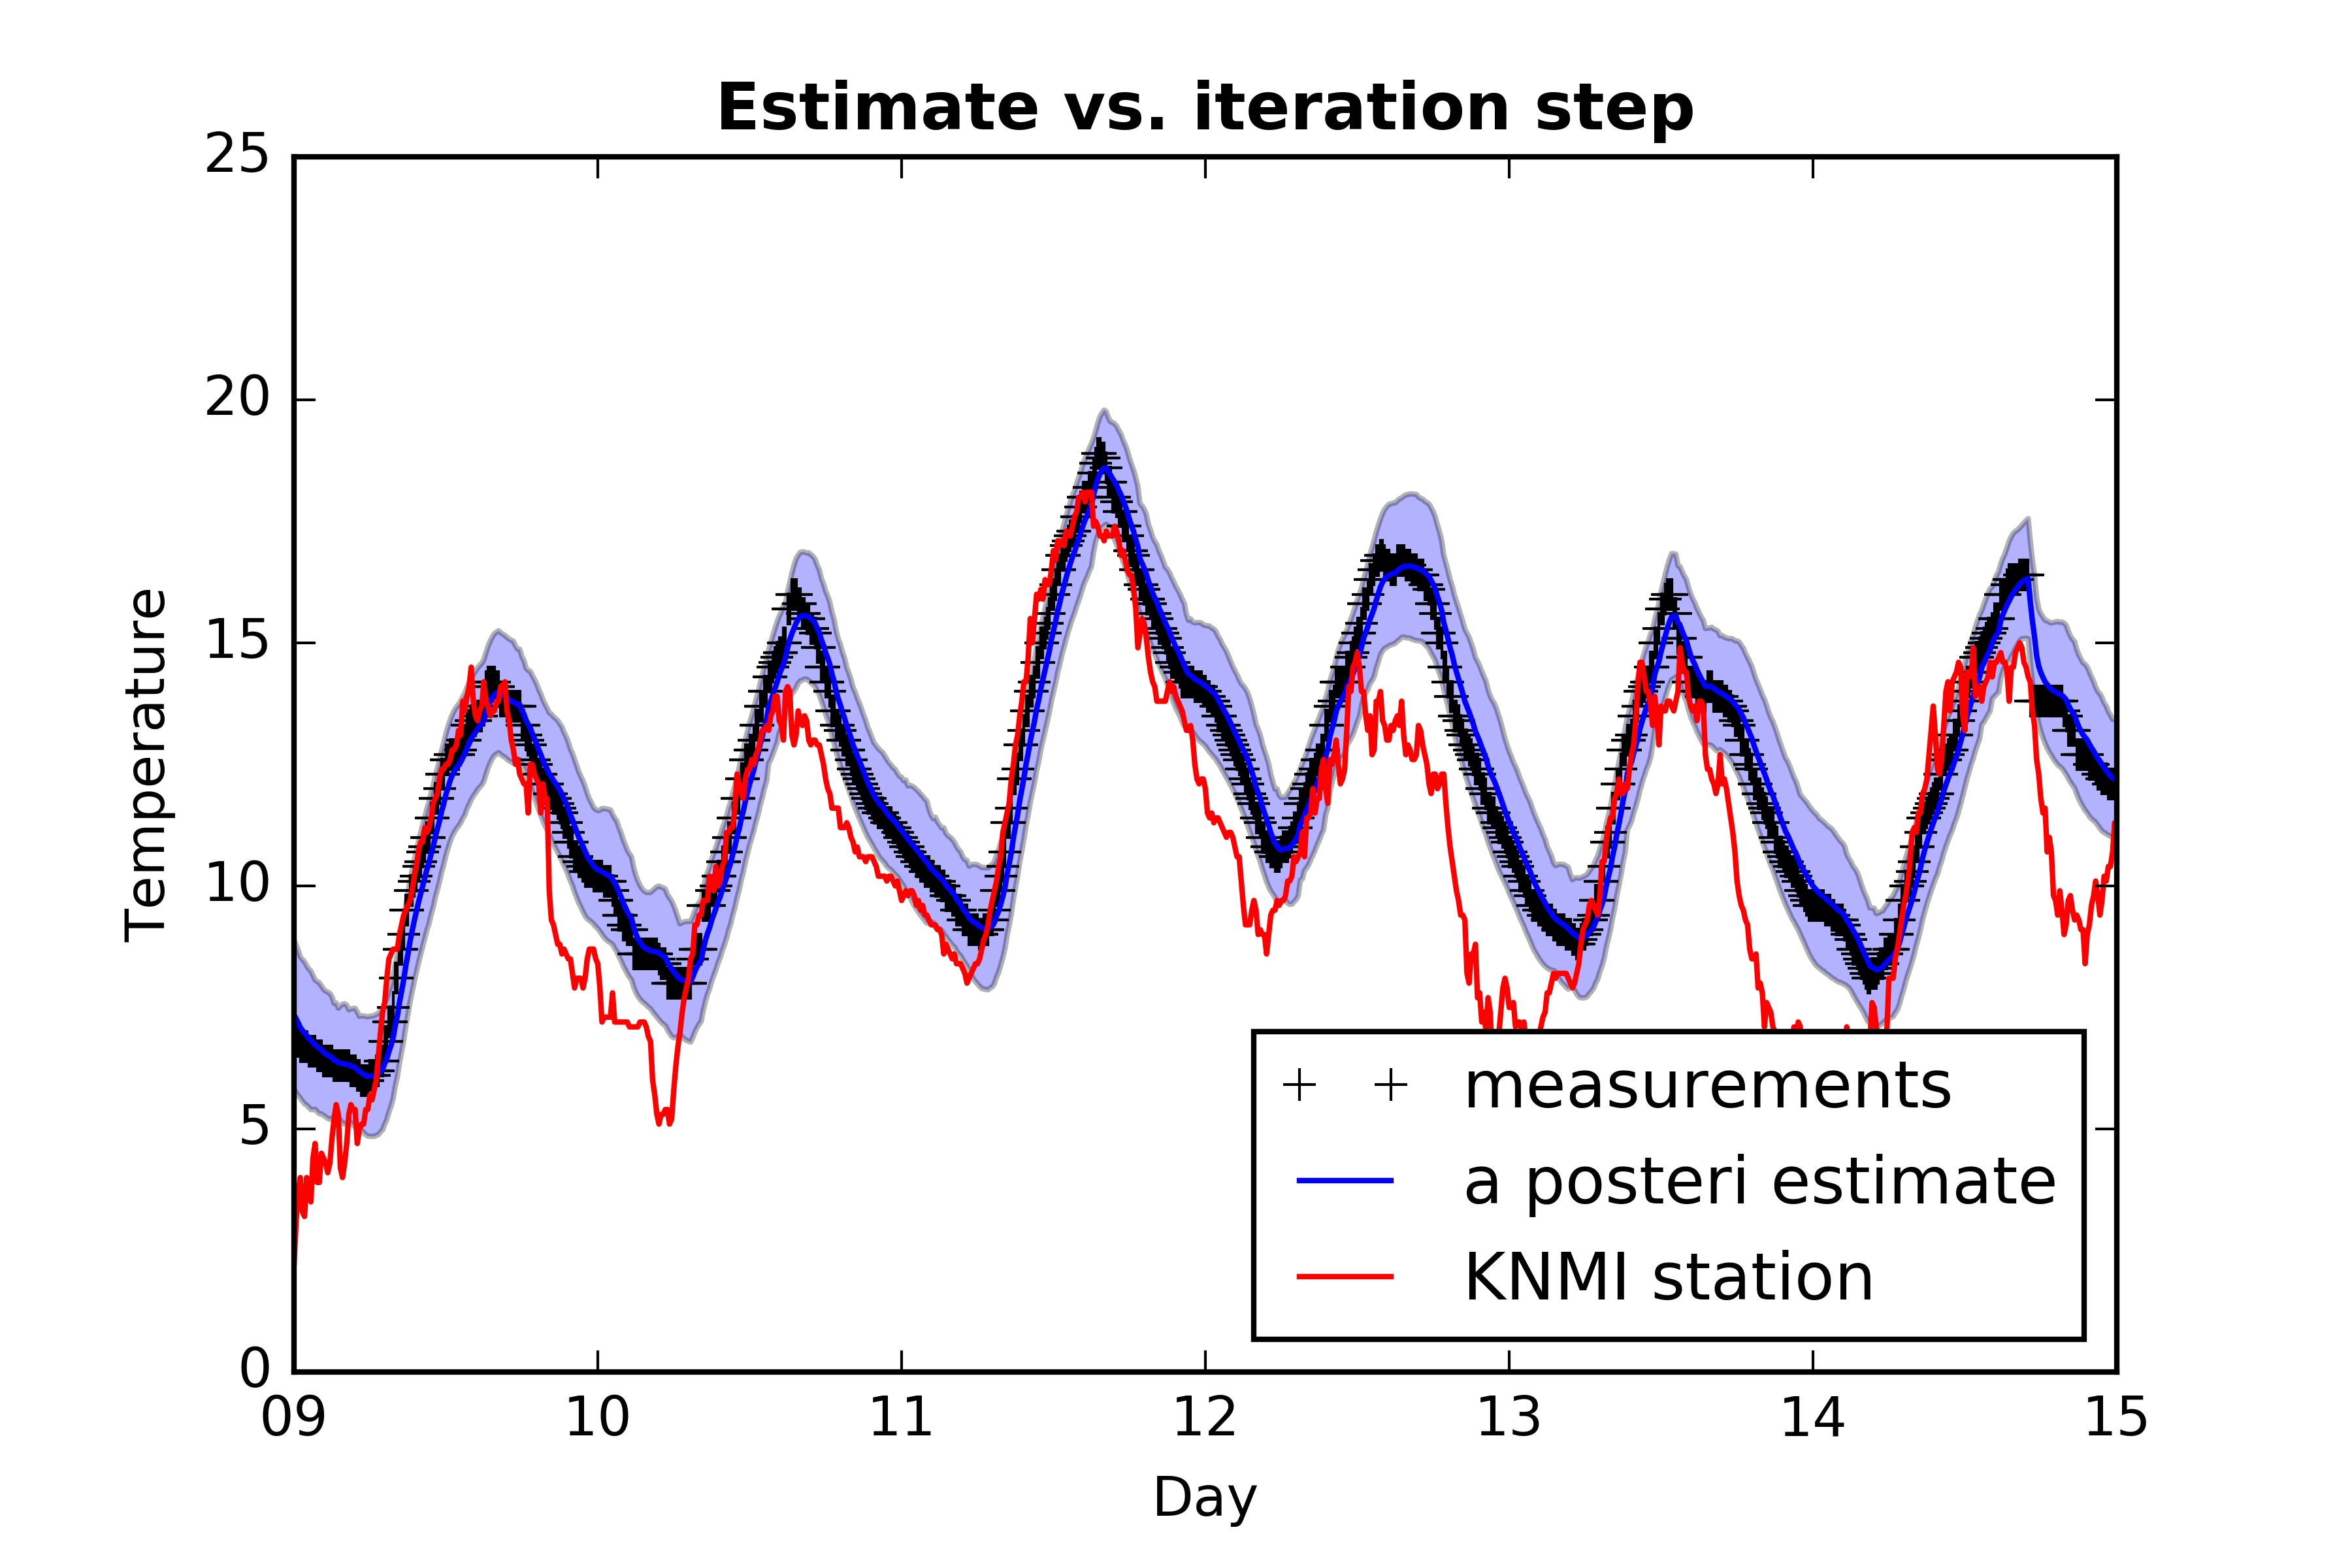 Estimate vs. iteration step
25
20
15
10
5
0
Temperature
09 10 11 12 13 14 15
Day
measurements
a posteri estimate
KNMI station